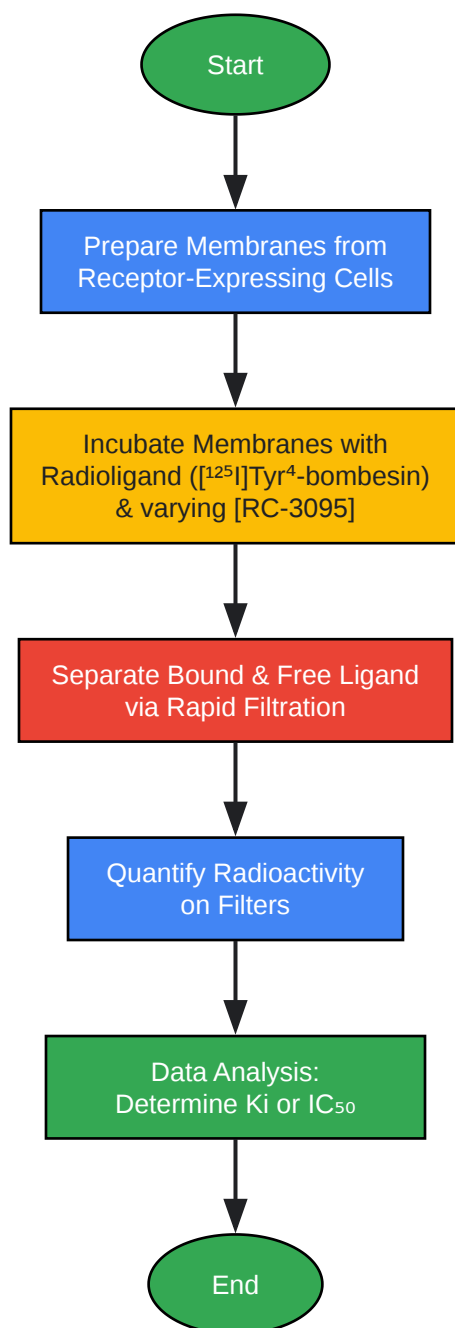 Start
Prepare Membranes from
Receptor-Expressing Cells
Incubate Membranes with
Radioligand ([¹²⁵I]Tyr⁴-bombesin)
& varying [RC-3095]
Separate Bound & Free Ligand
via Rapid Filtration
Quantify Radioactivity
on Filters
Data Analysis:
Determine Ki or IC₅₀
End